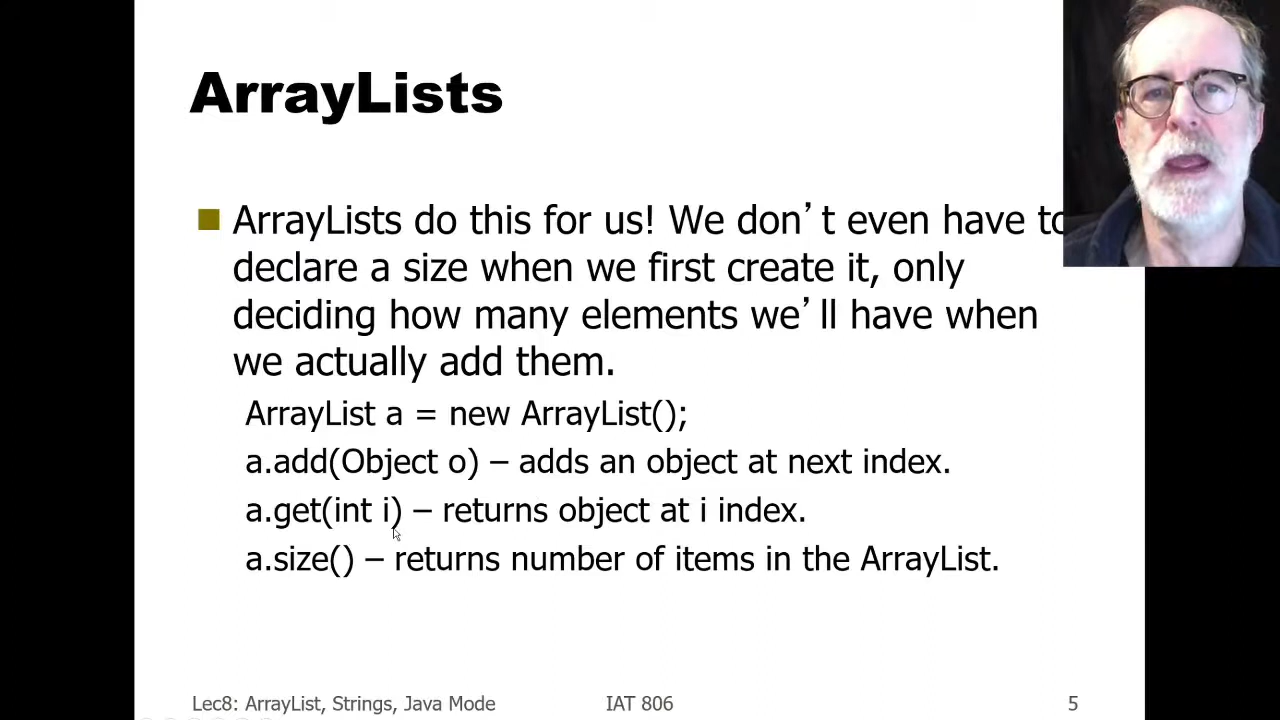 ArrayLists
ArrayLists do this for us! We don’t even have to
declare a size when we first create it, only
deciding how many elements we’ll have when
we actually add them.
ArrayList a = new ArrayList();
a.add(Object o) – adds an object at next index.
a.get(int i) – returns object at i index.
a.size() – returns number of items in the ArrayList.
Lec8: ArrayList, Strings, Java Mode IAT 806 5